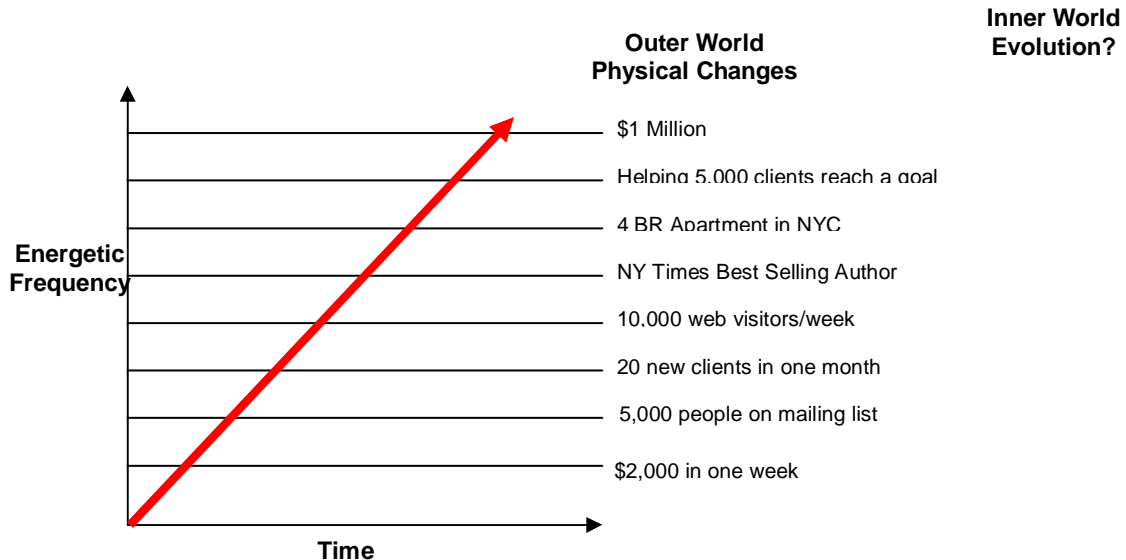 Inner World
Evolution?
Outer World
Physical Changes
$1 Million
Helping 5,000 clients reach a goal
4 BR Apartment in NYC
Energetic
Frequency
NY Times Best Selling Author
10,000 web visitors/week
20 new clients in one month
5,000 people on mailing list
$2,000 in one week
Time